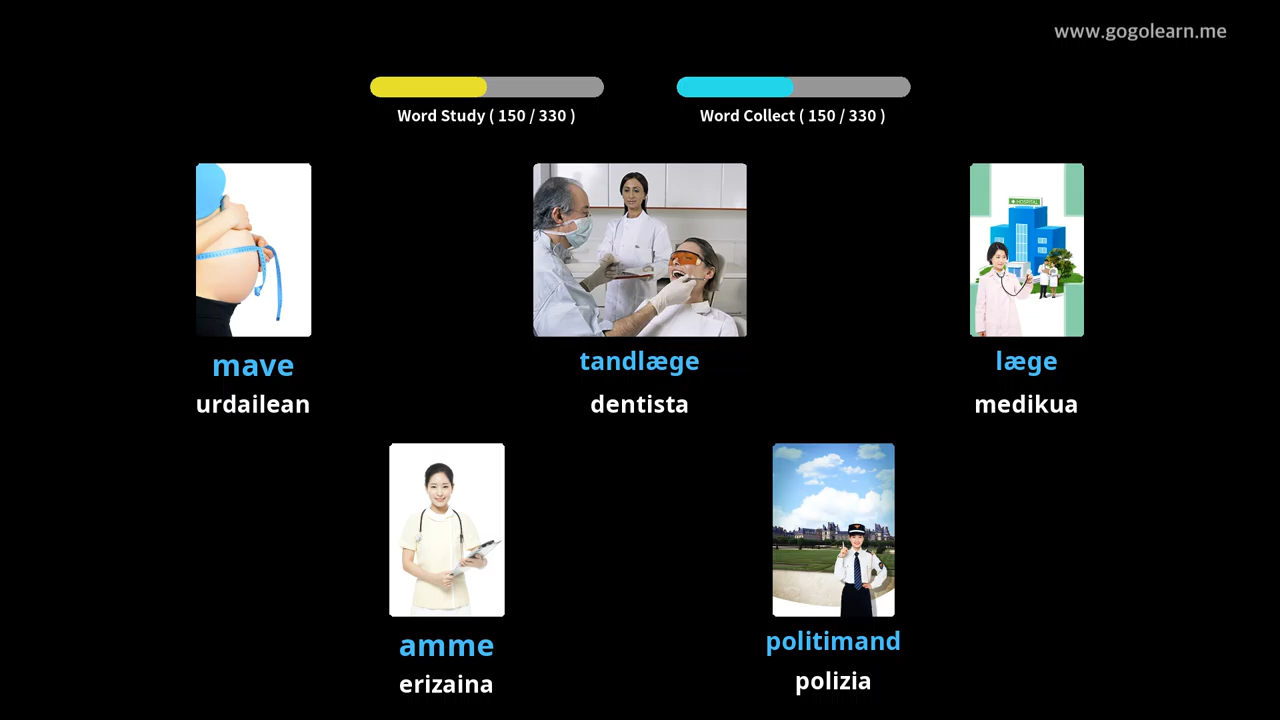 www.gogolearn.me
Word Study ( 150 / 330 )
Word Collect ( 150 / 330 )
HOSPITAL
mave
urdailean
tandlæge
dentista
læge
medikua
amme
erizaina
politimand
polizia